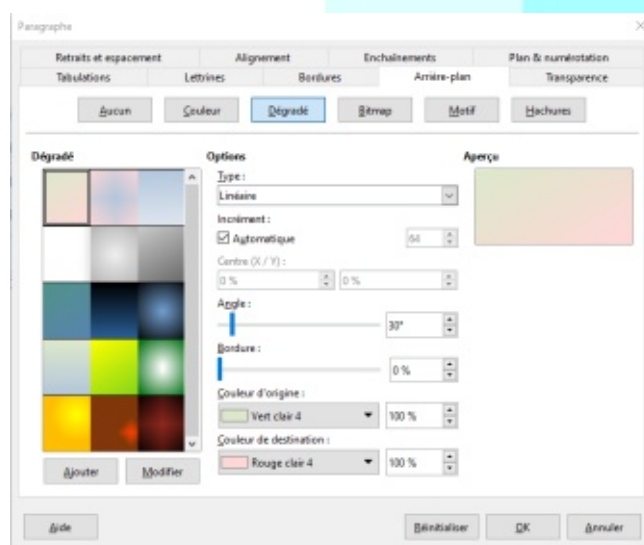 Paragraphe
Retraits et espacement Alignement Enchaînements Plan & numérotation
Tabulations Lettrines Bordures Arrière-plan Transparence
Aucun Couleur Dégradé Bitmap Motif Hachures
Dégradé Options Aperçu
Type :
Linéaire
Incrément :
Automatique 64
Centre (X / Y) :
0 % 0 %
Angle :
30°
Bordure :
0 %
Couleur d'origine :
Vert clair 4 100 %
Couleur de destination :
Rouge clair 4 100 %
Ajouter Modifier
Aide Réinitialiser OK Annuler